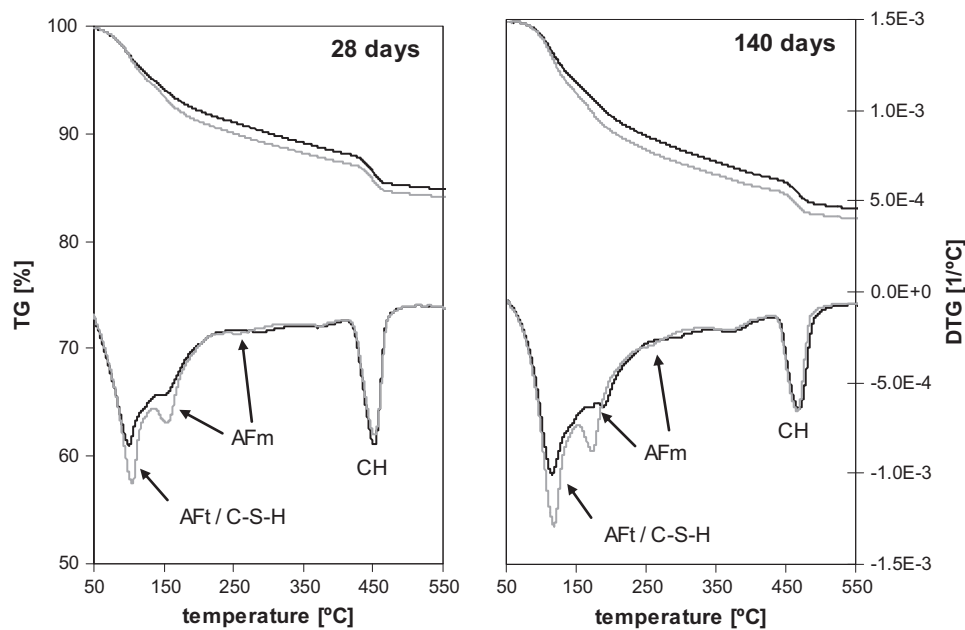 28 days
140 days
100
90
80
70
60
50
TG [%]
1.5E-3
1.0E-3
5.0E-4
0.0E+0
-5.0E-4
-1.0E-3
-1.5E-3
DTG [1/ºC]
AFm
AFt / C-S-H
CH
AFm
AFt / C-S-H
CH
50 150 250 350 450 550
50 150 250 350 450 550
temperature [ºC]
temperature [ºC]